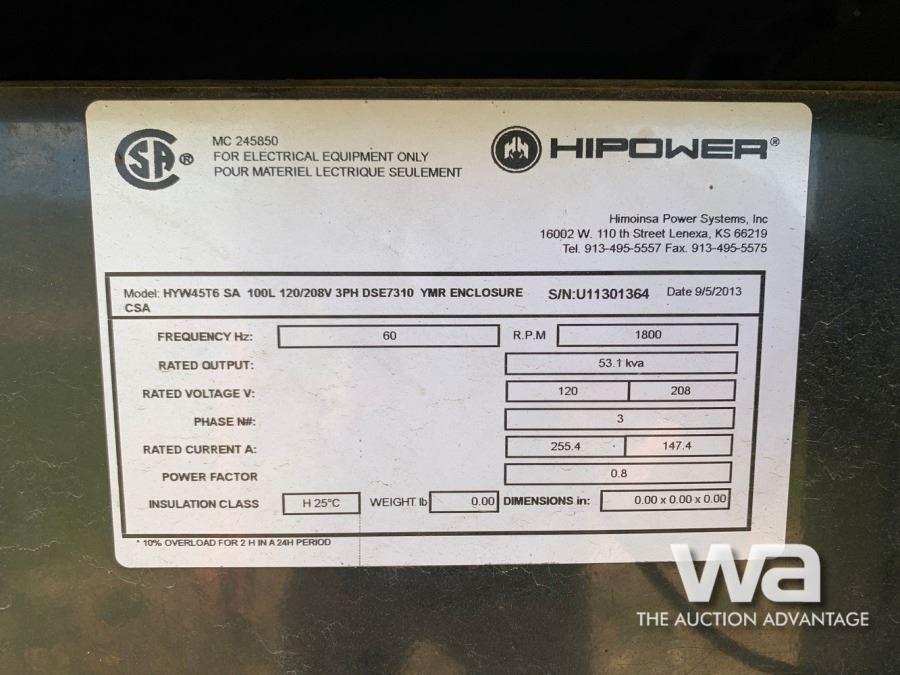 MC 245850
FOR ELECTRICAL EQUIPMENT ONLY
POUR MATERIEL LECTRIQUE SEULEMENT
SA ®
HIPOWER®
Himoinsa Power Systems, Inc
16002 W. 110 th Street Lenexa, KS 66219
Tel. 913-495-5557 Fax. 913-495-5575
Model: HYW45T6 SA 100L 120/208V 3PH DSE7310 YMR ENCLOSURE S/N:U11301364 Date 9/5/2013
CSA
FREQUENCY Hz: 60 R.P.M 1800
RATED OUTPUT: 53.1 kva
RATED VOLTAGE V: 120 208
PHASE N#: 3
RATED CURRENT A: 255.4 147.4
POWER FACTOR 0.8
INSULATION CLASS H 25°C WEIGHT lb 0.00 DIMENSIONS in: 0.00 x 0.00 x 0.00
* 10% OVERLOAD FOR 2 H IN A 24H PERIOD
wa
THE AUCTION ADVANTAGE